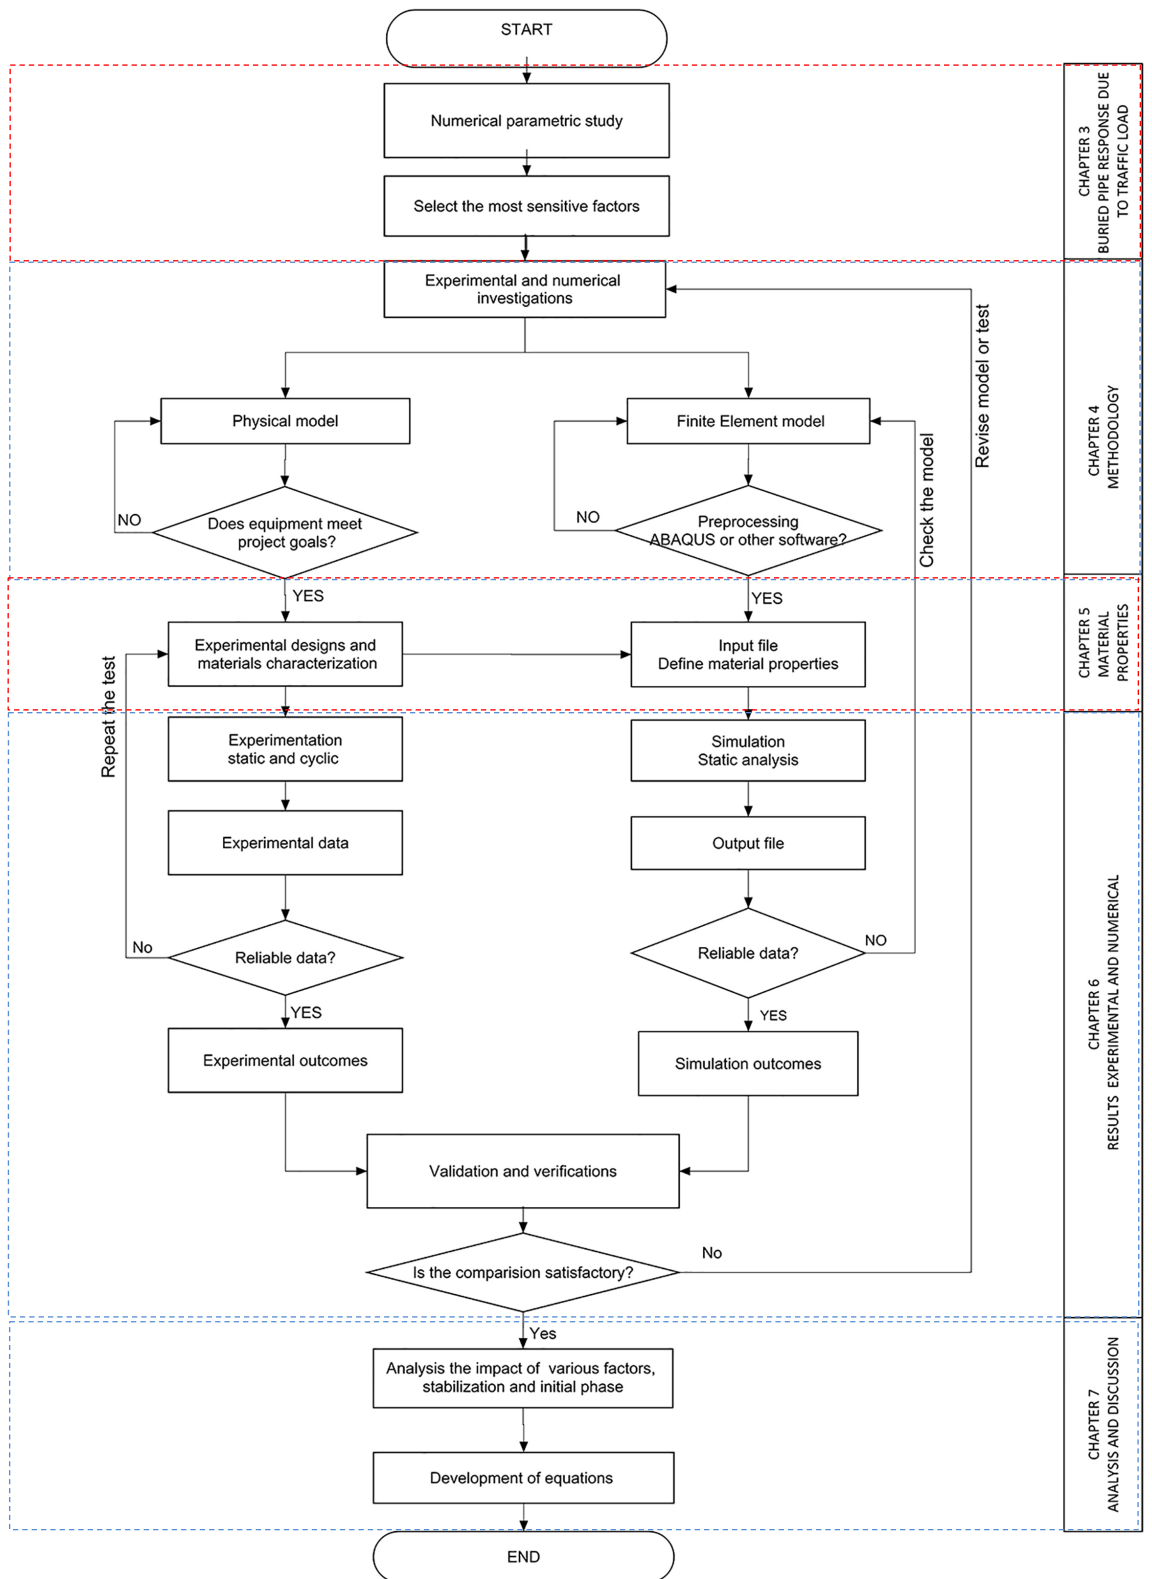 START
Numerical parametric study
Select the most sensitive factors
CHAPTER 3
BURIED PIPE RESPONSE DUE
TO TRAFFIC LOAD
Experimental and numerical
investigations
Revise model or test
Physical model
Finite Element model
Check the model
CHAPTER 4
METHODOLOGY
NO
Does equipment meet
project goals?
NO
Preprocessing
ABAQUS or other software?
YES
YES
Experimental designs and
materials characterization
Input file
Define material properties
CHAPTER 5
MATERIAL
PROPERTIES
Repeat the test
Experimentation
static and cyclic
Simulation
Static analysis
Experimental data
Output file
No
Reliable data?
Reliable data?
NO
YES
YES
Experimental outcomes
Simulation outcomes
CHAPTER 6
RESULTS EXPERIMENTAL AND NUMERICAL
Validation and verifications
Is the comparision satisfactory?
No
Yes
Analysis the impact of various factors,
stabilization and initial phase
Development of equations
CHAPTER 7
ANALYSIS AND DISCUSSION
END